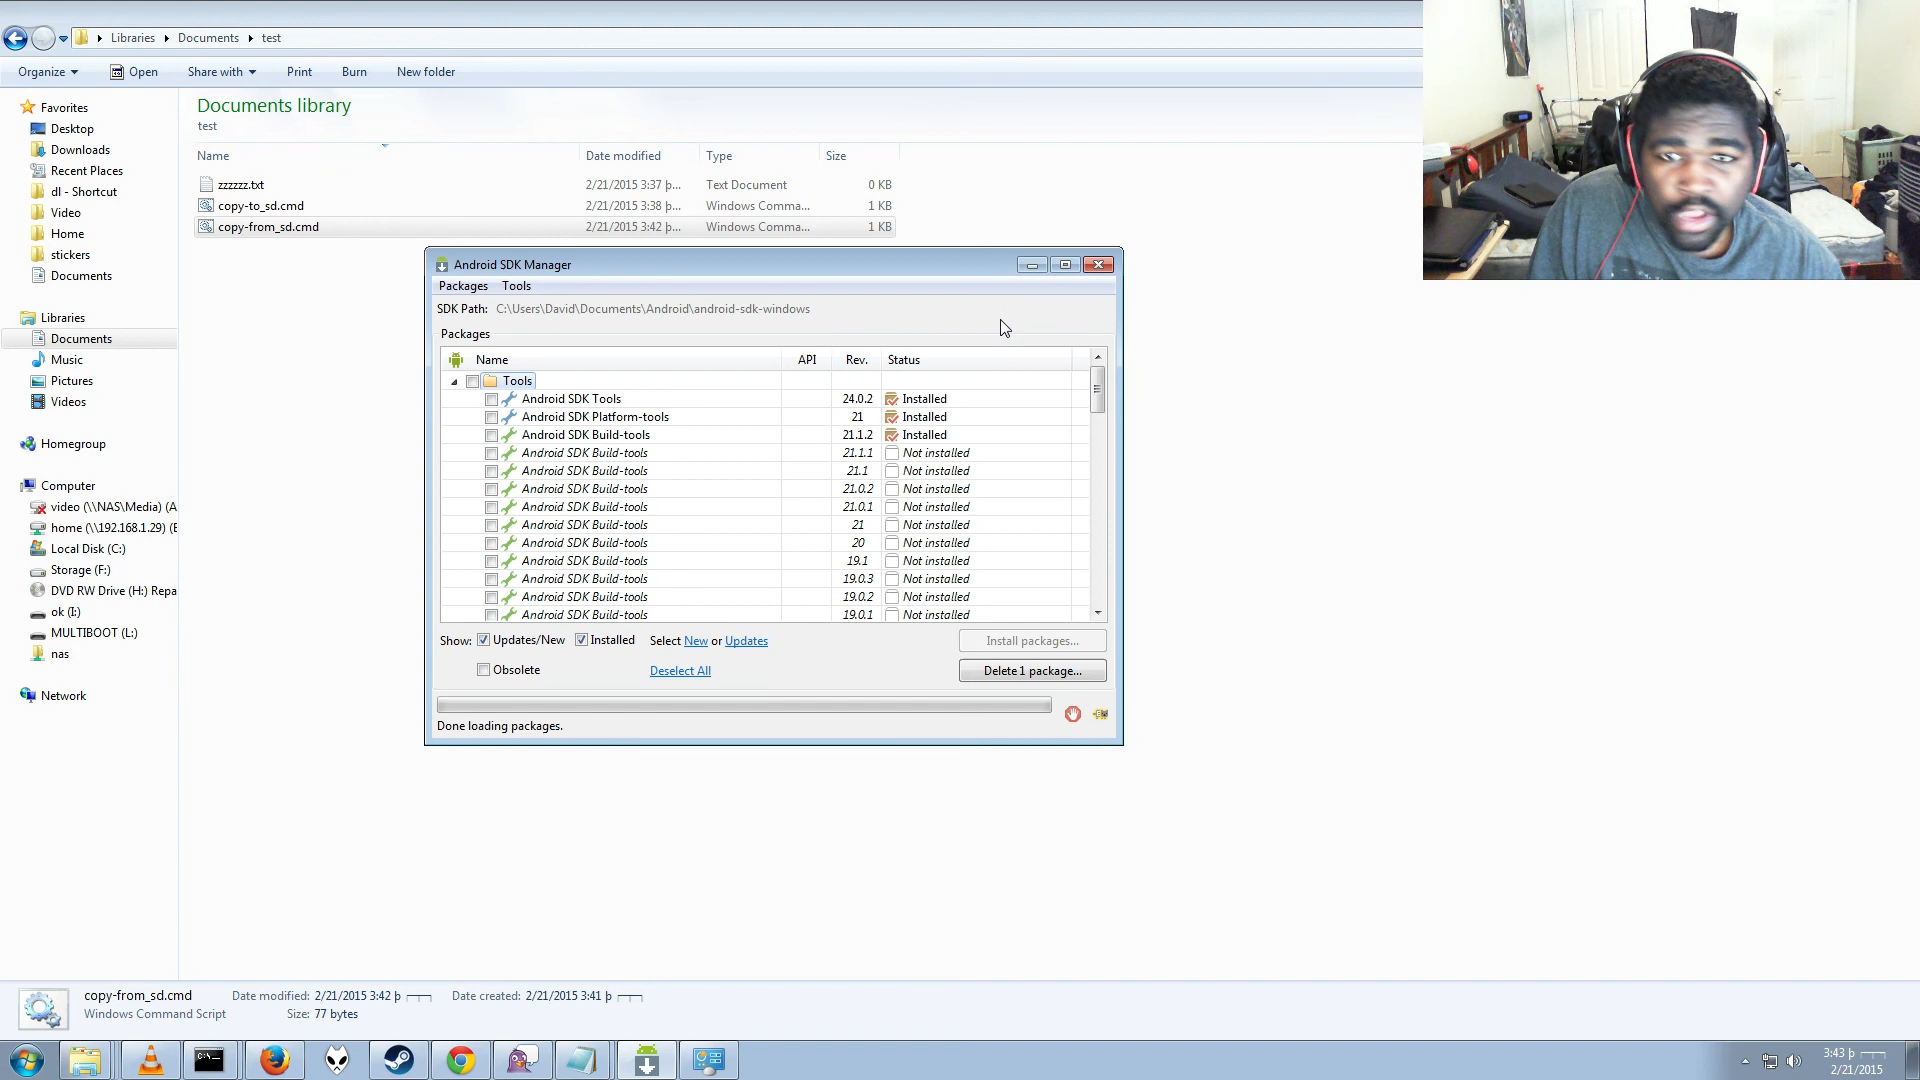 Libraries Documents test
Organize Open Share with Print Burn New folder
Favorites
Desktop
Downloads
Recent Places
dl - Shortcut
Video
Home
stickers
Documents
Libraries
Documents
Music
Pictures
Videos
Homegroup
Computer
video (\\NAS\Media) (A
home (\\192.168.1.29) (E
Local Disk (C:)
Storage (F:)
DVD RW Drive (H:) Repa
ok (I:)
MULTIBOOT (L:)
nas
Network
Documents library
test
Name Date modified Type Size
zzzzzz.txt 2/21/2015 3:37 þ... Text Document 0 KB
copy-to_sd.cmd 2/21/2015 3:38 þ... Windows Comma... 1 KB
copy-from_sd.cmd 2/21/2015 3:42 þ... Windows Comma... 1 KB
Android SDK Manager
Packages Tools
SDK Path: C:\Users\David\Documents\Android\android-sdk-windows
Packages
Name API Rev. Status
Tools
Android SDK Tools 24.0.2 Installed
Android SDK Platform-tools 21 Installed
Android SDK Build-tools 21.1.2 Installed
Android SDK Build-tools 21.1.1 Not installed
Android SDK Build-tools 21.1 Not installed
Android SDK Build-tools 21.0.2 Not installed
Android SDK Build-tools 21.0.1 Not installed
Android SDK Build-tools 21 Not installed
Android SDK Build-tools 20 Not installed
Android SDK Build-tools 19.1 Not installed
Android SDK Build-tools 19.0.3 Not installed
Android SDK Build-tools 19.0.2 Not installed
Android SDK Build-tools 19.0.1 Not installed
Show: Updates/New Installed Select New or Updates Install packages...
Obsolete Deselect All Delete 1 package...
Done loading packages.
copy-from_sd.cmd Date modified: 2/21/2015 3:42 þ Date created: 2/21/2015 3:41 þ
Windows Command Script Size: 77 bytes
C:\
3:43 þ
2/21/2015